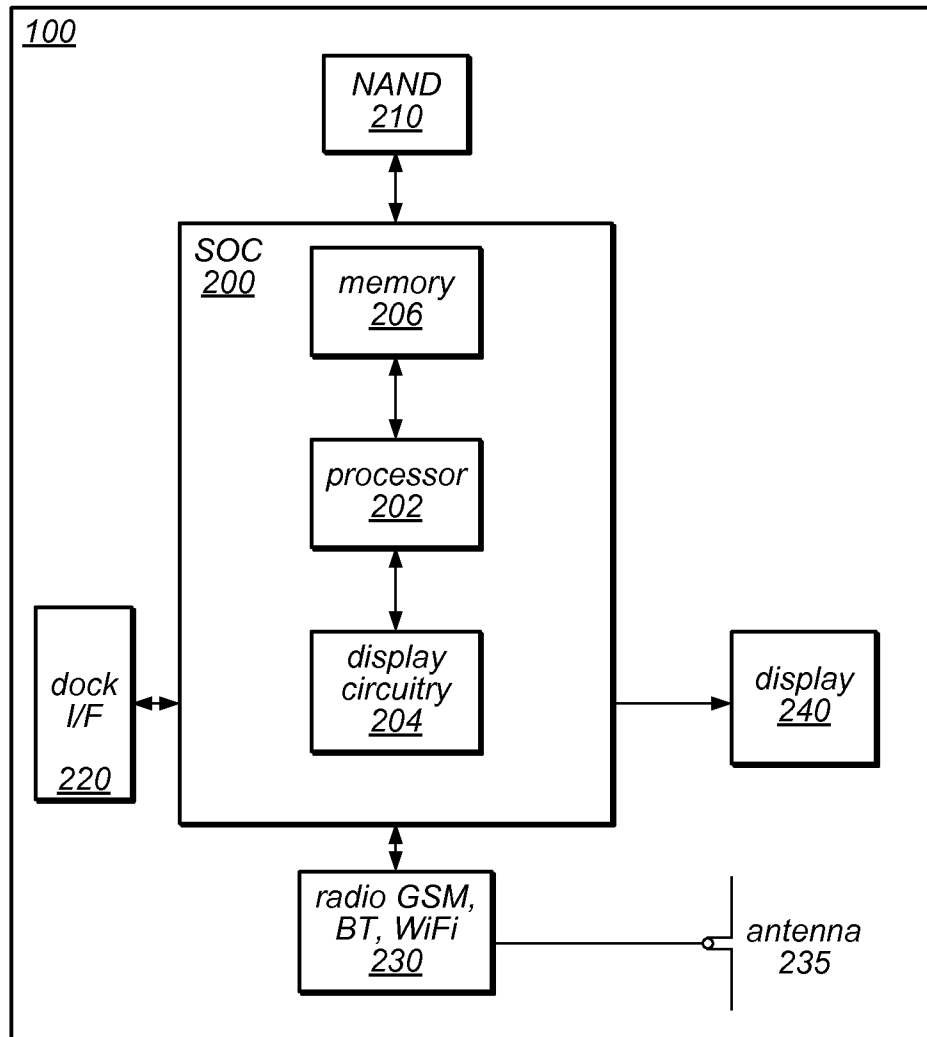 100
NAND
210
SOC
200
memory
206
processor
202
display
circuitry
204
dock
I/F
220
display
240
radio GSM,
BT, WiFi
230
antenna
235